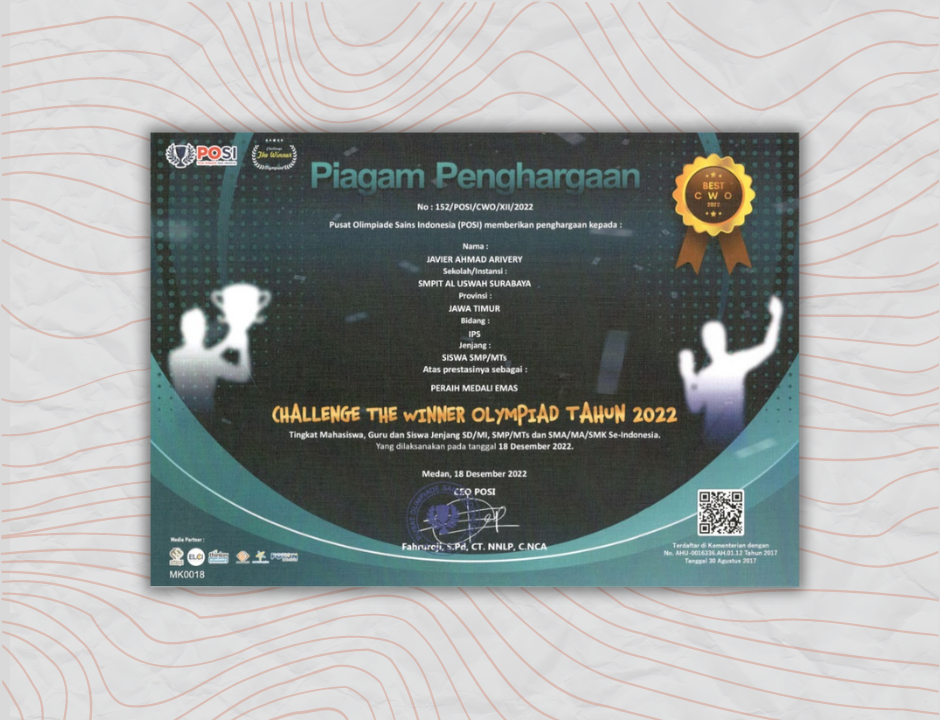 POSI
Challenge
The Winner
Piagam Penghargaan
BEST
CWO
2022
No : 152/POSI/CWO/XII/2022
Pusat Olimpiade Sains Indonesia (POSI) memberikan penghargaan kepada :
Nama :
JAVIER AHMAD ARIVERY
Sekolah/Instansi :
SMPIT AL USWAH SURABAYA
Provinsi :
JAWA TIMUR
Bidang :
IPS
Jenjang :
SISWA SMP/MTs
Atas prestasinya sebagai :
PERAIH MEDALI EMAS
CHALLENGE THE WINNER OLYMPIAD TAHUN 2022
Tingkat Mahasiswa, Guru dan Siswa Jenjang SD/MI, SMP/MTs dan SMA/MA/SMK Se-Indonesia.
Yang dilaksanakan pada tanggal 18 Desember 2022.
Medan, 18 Desember 2022
CEO POSI
Fahrureji, S.Pd, CT. NNLP, C.NCA
Media Partner :
ELCI
MK0018
Terdaftar di Kementerian dengan
No. AHU-0016336.AH.01.12 Tahun 2017
Tanggal 30 Agustus 2017